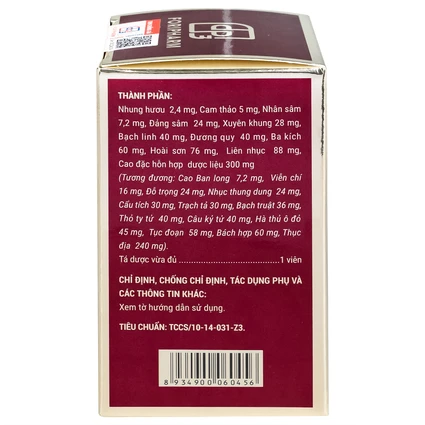 FORIPHARM
THÀNH PHẦN:
Nhung hươu 2,4 mg, Cam thảo 5 mg, Nhân sâm
7,2 mg, Đảng sâm 24 mg, Xuyên khung 28 mg,
Bạch linh 40 mg, Đương quy 40 mg, Ba kích
60 mg, Hoài sơn 76 mg, Liên nhục 88 mg,
Cao đặc hỗn hợp dược liệu 300 mg
(Tương đương: Cao Ban long 7,2 mg, Viễn chí
16 mg, Đỗ trọng 24 mg, Nhục thung dung 24 mg,
Cẩu tích 30 mg, Trạch tả 30 mg, Bạch truật 36 mg,
Thỏ ty tử 40 mg, Câu kỷ tử 40 mg, Hà thủ ô đỏ
45 mg, Tục đoạn 58 mg, Bách hợp 60 mg, Thục
địa 240 mg).
Tá dược vừa đủ ........................................1 viên
CHỈ ĐỊNH, CHỐNG CHỈ ĐỊNH, TÁC DỤNG PHỤ VÀ
CÁC THÔNG TIN KHÁC:
Xem tờ hướng dẫn sử dụng.
TIÊU CHUẨN: TCCS/10-14-031-Z3.
8 934900 060456